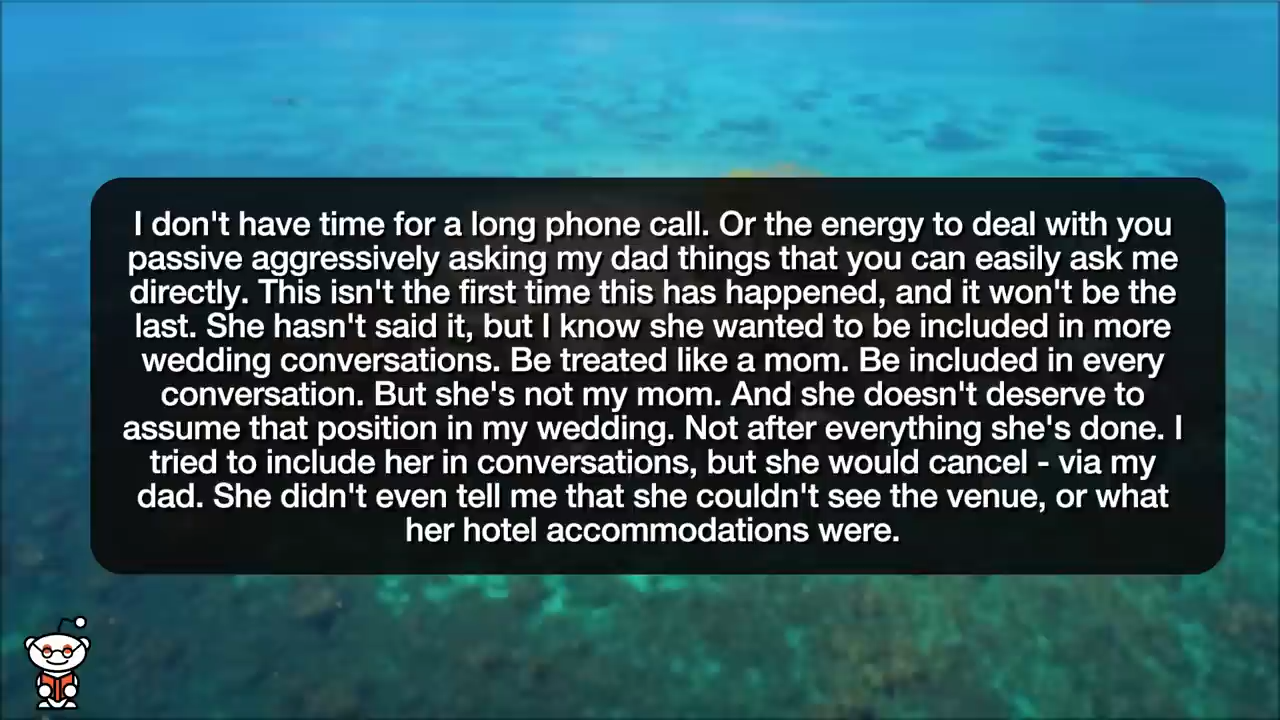 I don't have time for a long phone call. Or the energy to deal with you
passive aggressively asking my dad things that you can easily ask me
directly. This isn't the first time this has happened, and it won't be the
last. She hasn't said it, but I know she wanted to be included in more
wedding conversations. Be treated like a mom. Be included in every
conversation. But she's not my mom. And she doesn't deserve to
assume that position in my wedding. Not after everything she's done. I
tried to include her in conversations, but she would cancel - via my
dad. She didn't even tell me that she couldn't see the venue, or what
her hotel accommodations were.